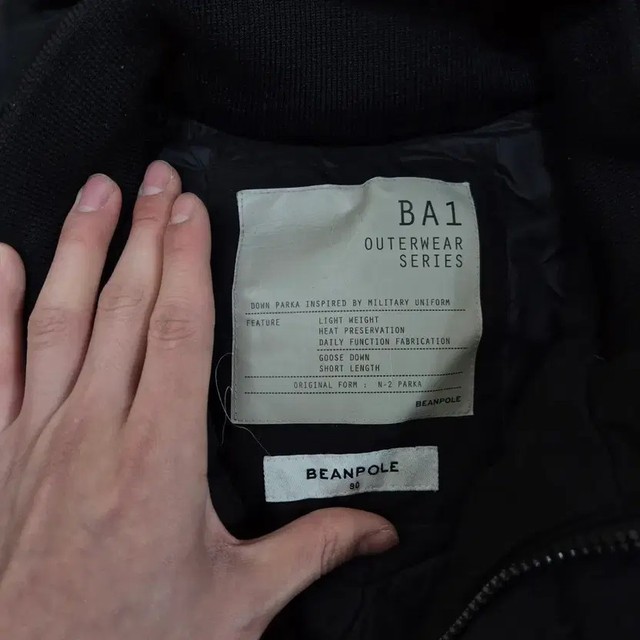 BA1
OUTERWEAR
SERIES
DOWN PARKA INSPIRED BY MILITARY UNIFORM
FEATURE LIGHT WEIGHT
HEAT PRESERVATION
DAILY FUNCTION FABRICATION
GOOSE DOWN
SHORT LENGTH
ORIGINAL FORM : N-2 PARKA
BEANPOLE
BEANPOLE
90